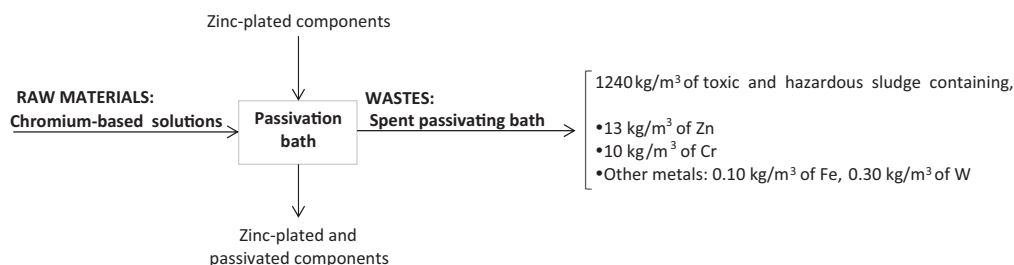 Zinc-plated components
RAW MATERIALS:
Chromium-based solutions
Passivation
bath
WASTES:
Spent passivating bath
1240 kg/m³ of toxic and hazardous sludge containing,
•13 kg/m³ of Zn
•10 kg/m³ of Cr
•Other metals: 0.10 kg/m³ of Fe, 0.30 kg/m³ of W
Zinc-plated and
passivated components